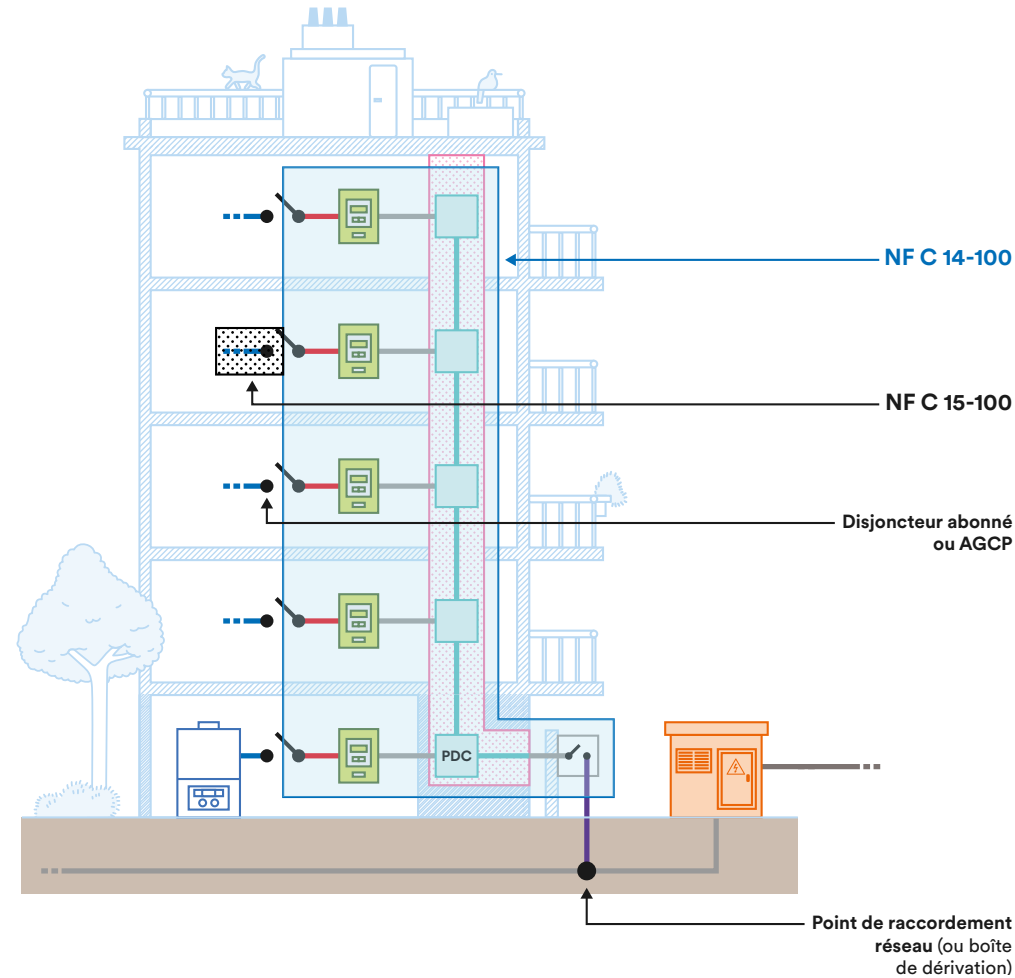 NF C 14-100
NF C 15-100
Disjoncteur abonné
ou AGCP
PDC
Point de raccordement
réseau (ou boîte
de dérivation)